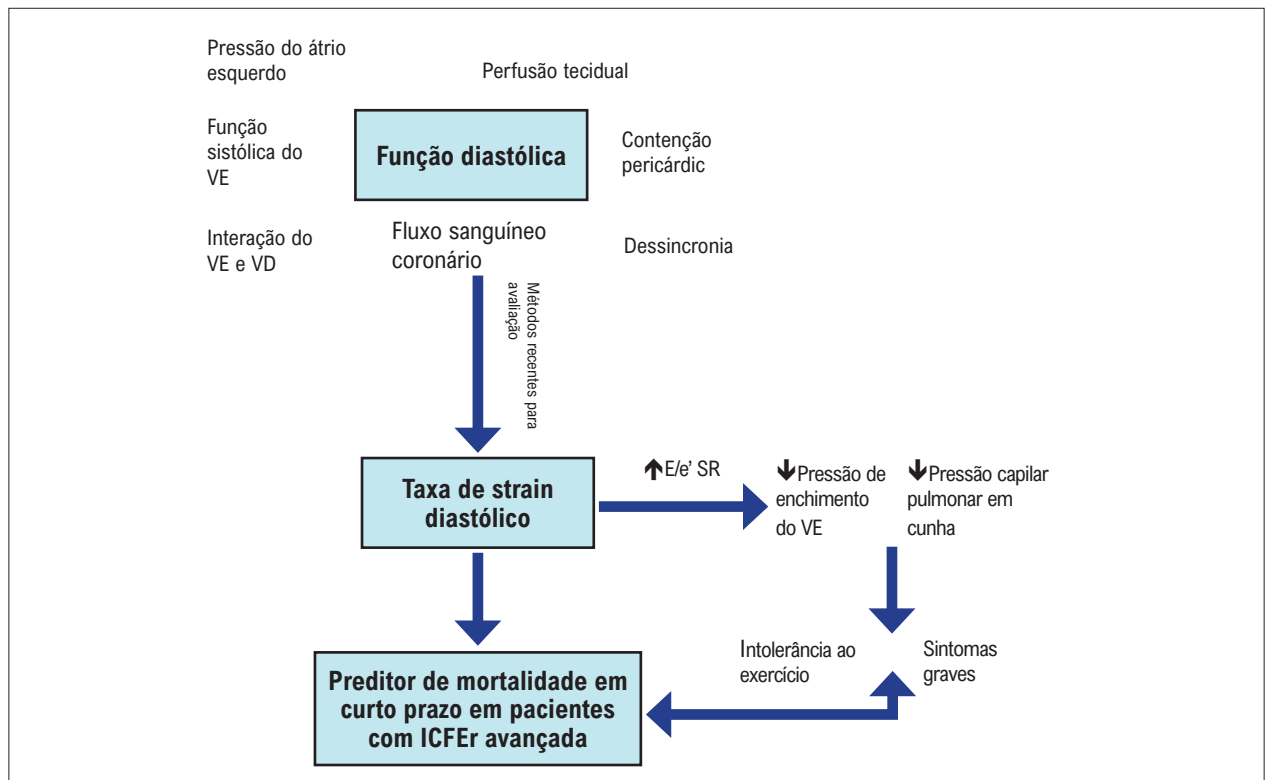 Pressão do átrio
esquerdo
Perfusão tecidual
Função
sistólica do
VE
Função diastólica
Contenção
pericárdic
Interação do
VE e VD
Fluxo sanguíneo
coronário
Dessincronia
Métodos recentes para
avaliação
Taxa de strain
diastólico
↑E/e' SR
↓Pressão de
enchimento
do VE
↓Pressão capilar
pulmonar em
cunha
Intolerância ao
exercício
Sintomas
graves
Preditor de mortalidade em
curto prazo em pacientes
com ICFEr avançada